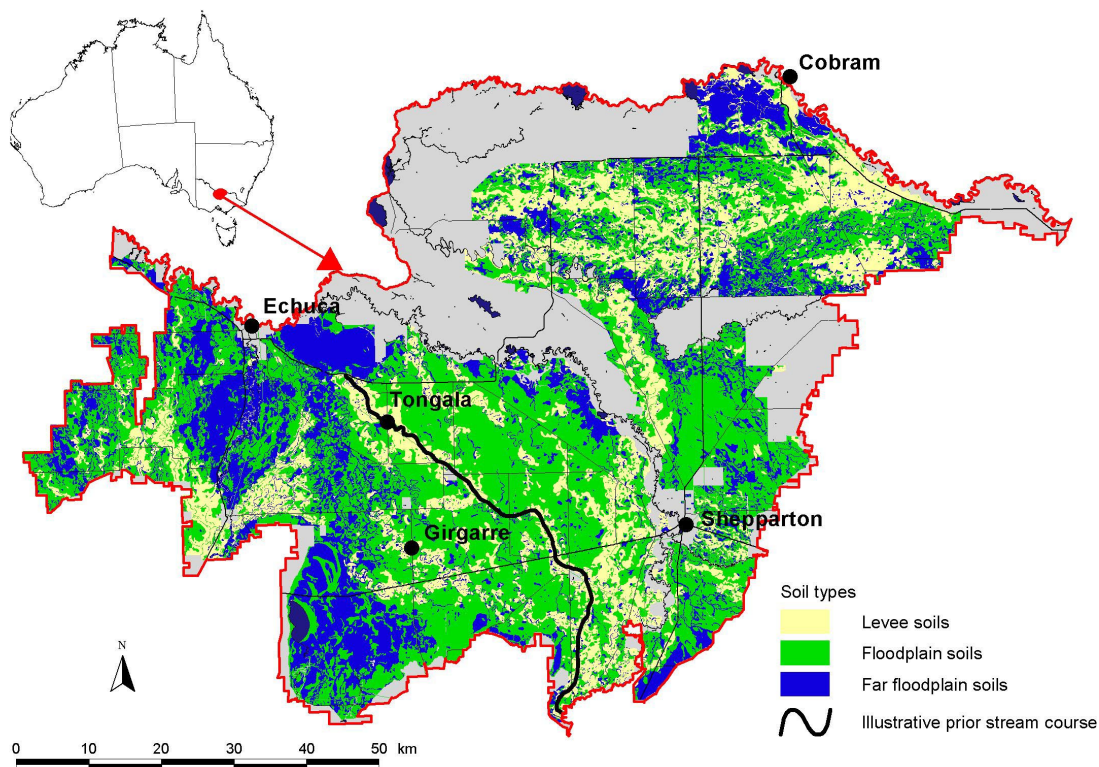 Cobram
Echuca
Tongala
Girgarre
Shepparton
Soil types
Levee soils
Floodplain soils
Far floodplain soils
Illustrative prior stream course
N
0 10 20 30 40 50 km